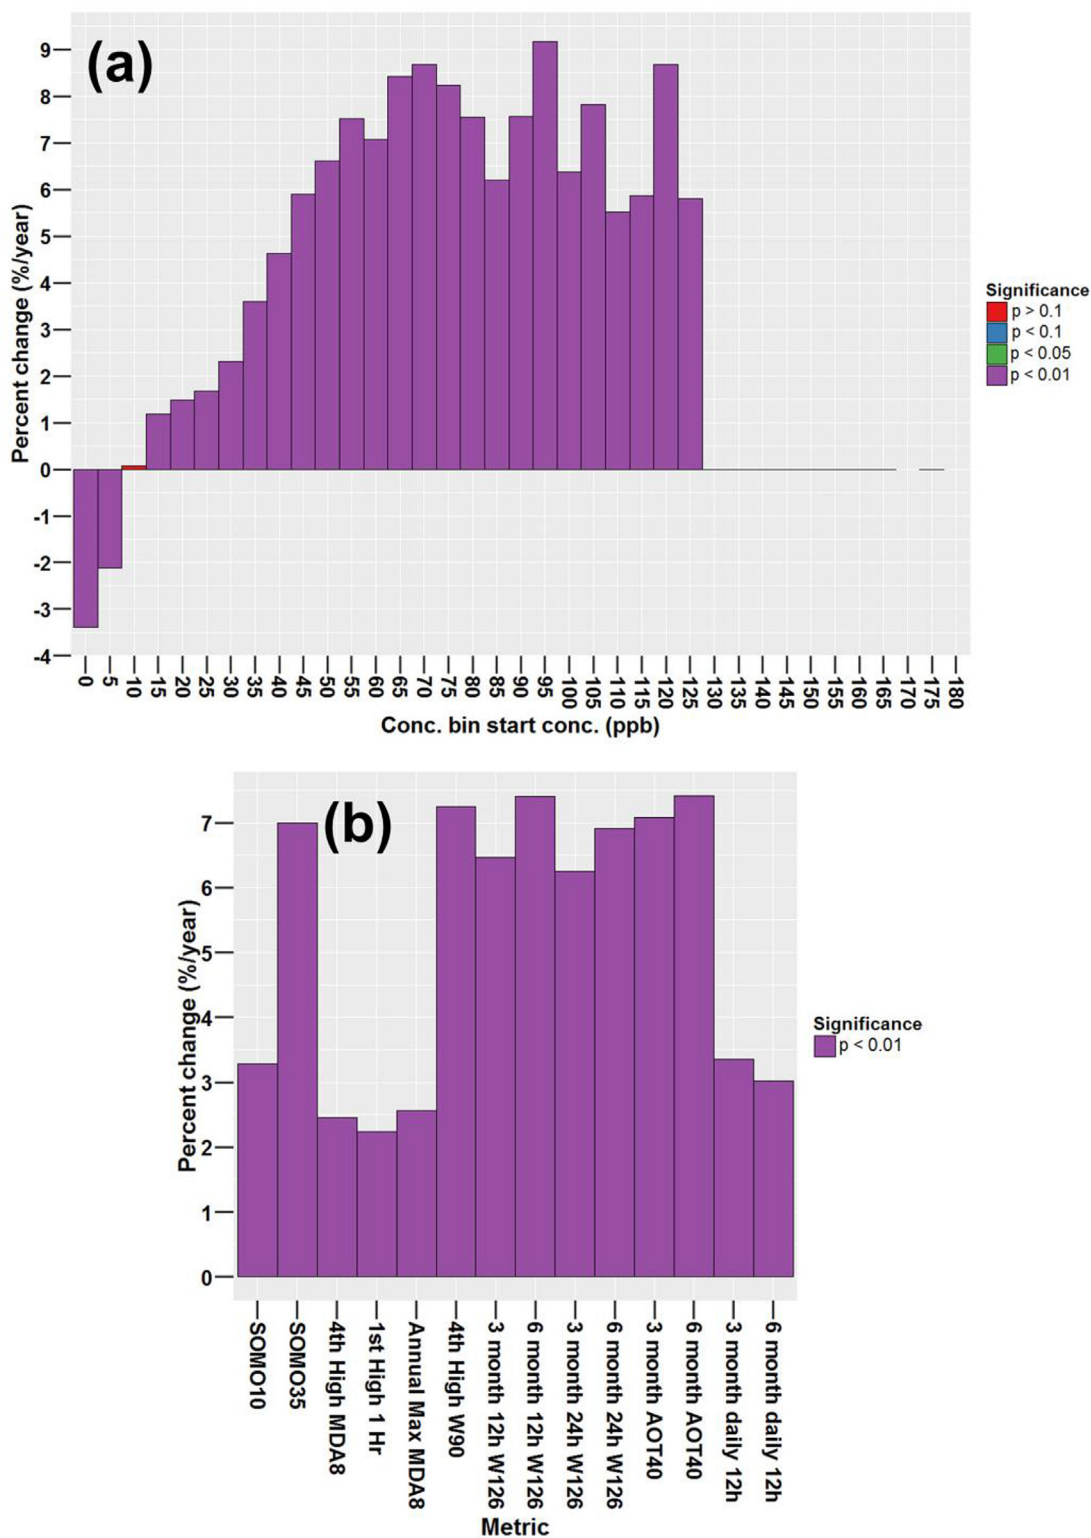 (a)
9
8
7
6
5
4
3
2
1
0
-1
-2
-3
-4
Percent change (%/year)
0 5 10 15 20 25 30 35 40 45 50 55 60 65 70 75 80 85 90 95 100 105 110 115 120 125 130 135 140 145 150 155 160 165 170 175 180
Conc. bin start conc. (ppb)
Significance
p > 0.1
p < 0.1
p < 0.05
p < 0.01
(b)
7
6
5
4
3
2
1
0
Percent change (%/year)
SOMO10
SOMO35
4th High MDA8
1st High 1 Hr
Annual Max MDA8
4th High W90
3 month 12h W126
6 month 12h W126
3 month 24h W126
6 month 24h W126
3 month AOT40
6 month AOT40
3 month daily 12h
6 month daily 12h
Metric
Significance
p < 0.01